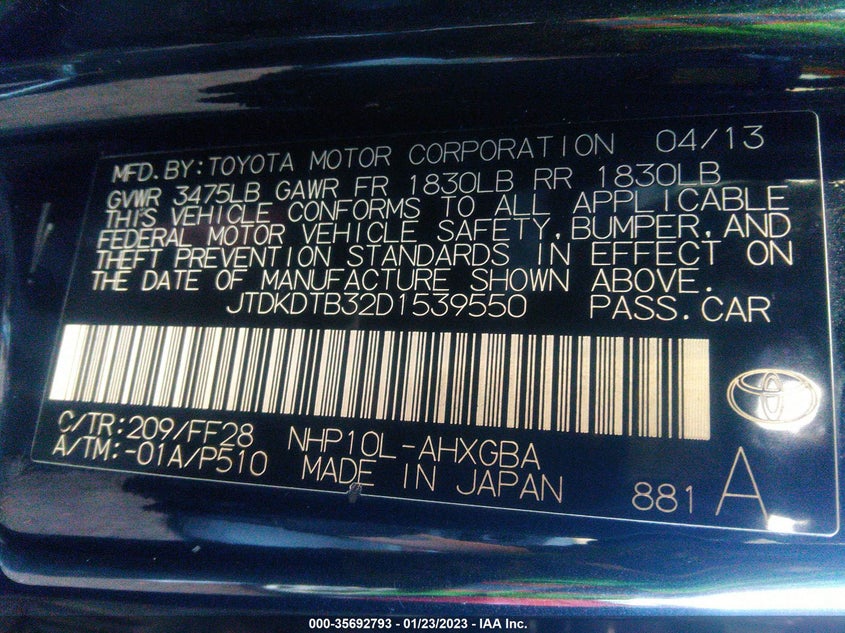 MFD.BY:TOYOTA MOTOR CORPORATION 04/13
GVWR 3475LB GAWR FR 1830LB RR 1830LB
THIS VEHICLE CONFORMS TO ALL APPLICABLE
FEDERAL MOTOR VEHICLE SAFETY,BUMPER,AND
THEFT PREVENTION STANDARDS IN EFFECT ON
THE DATE OF MANUFACTURE SHOWN ABOVE.
JTDKDTB32D1539550 PASS.CAR
C/TR:209/FF28 NHP10L-AHXGBA
A/TM:-01A/P510 MADE IN JAPAN 881 A
000-35692793 - 01/23/2023 - IAA Inc.